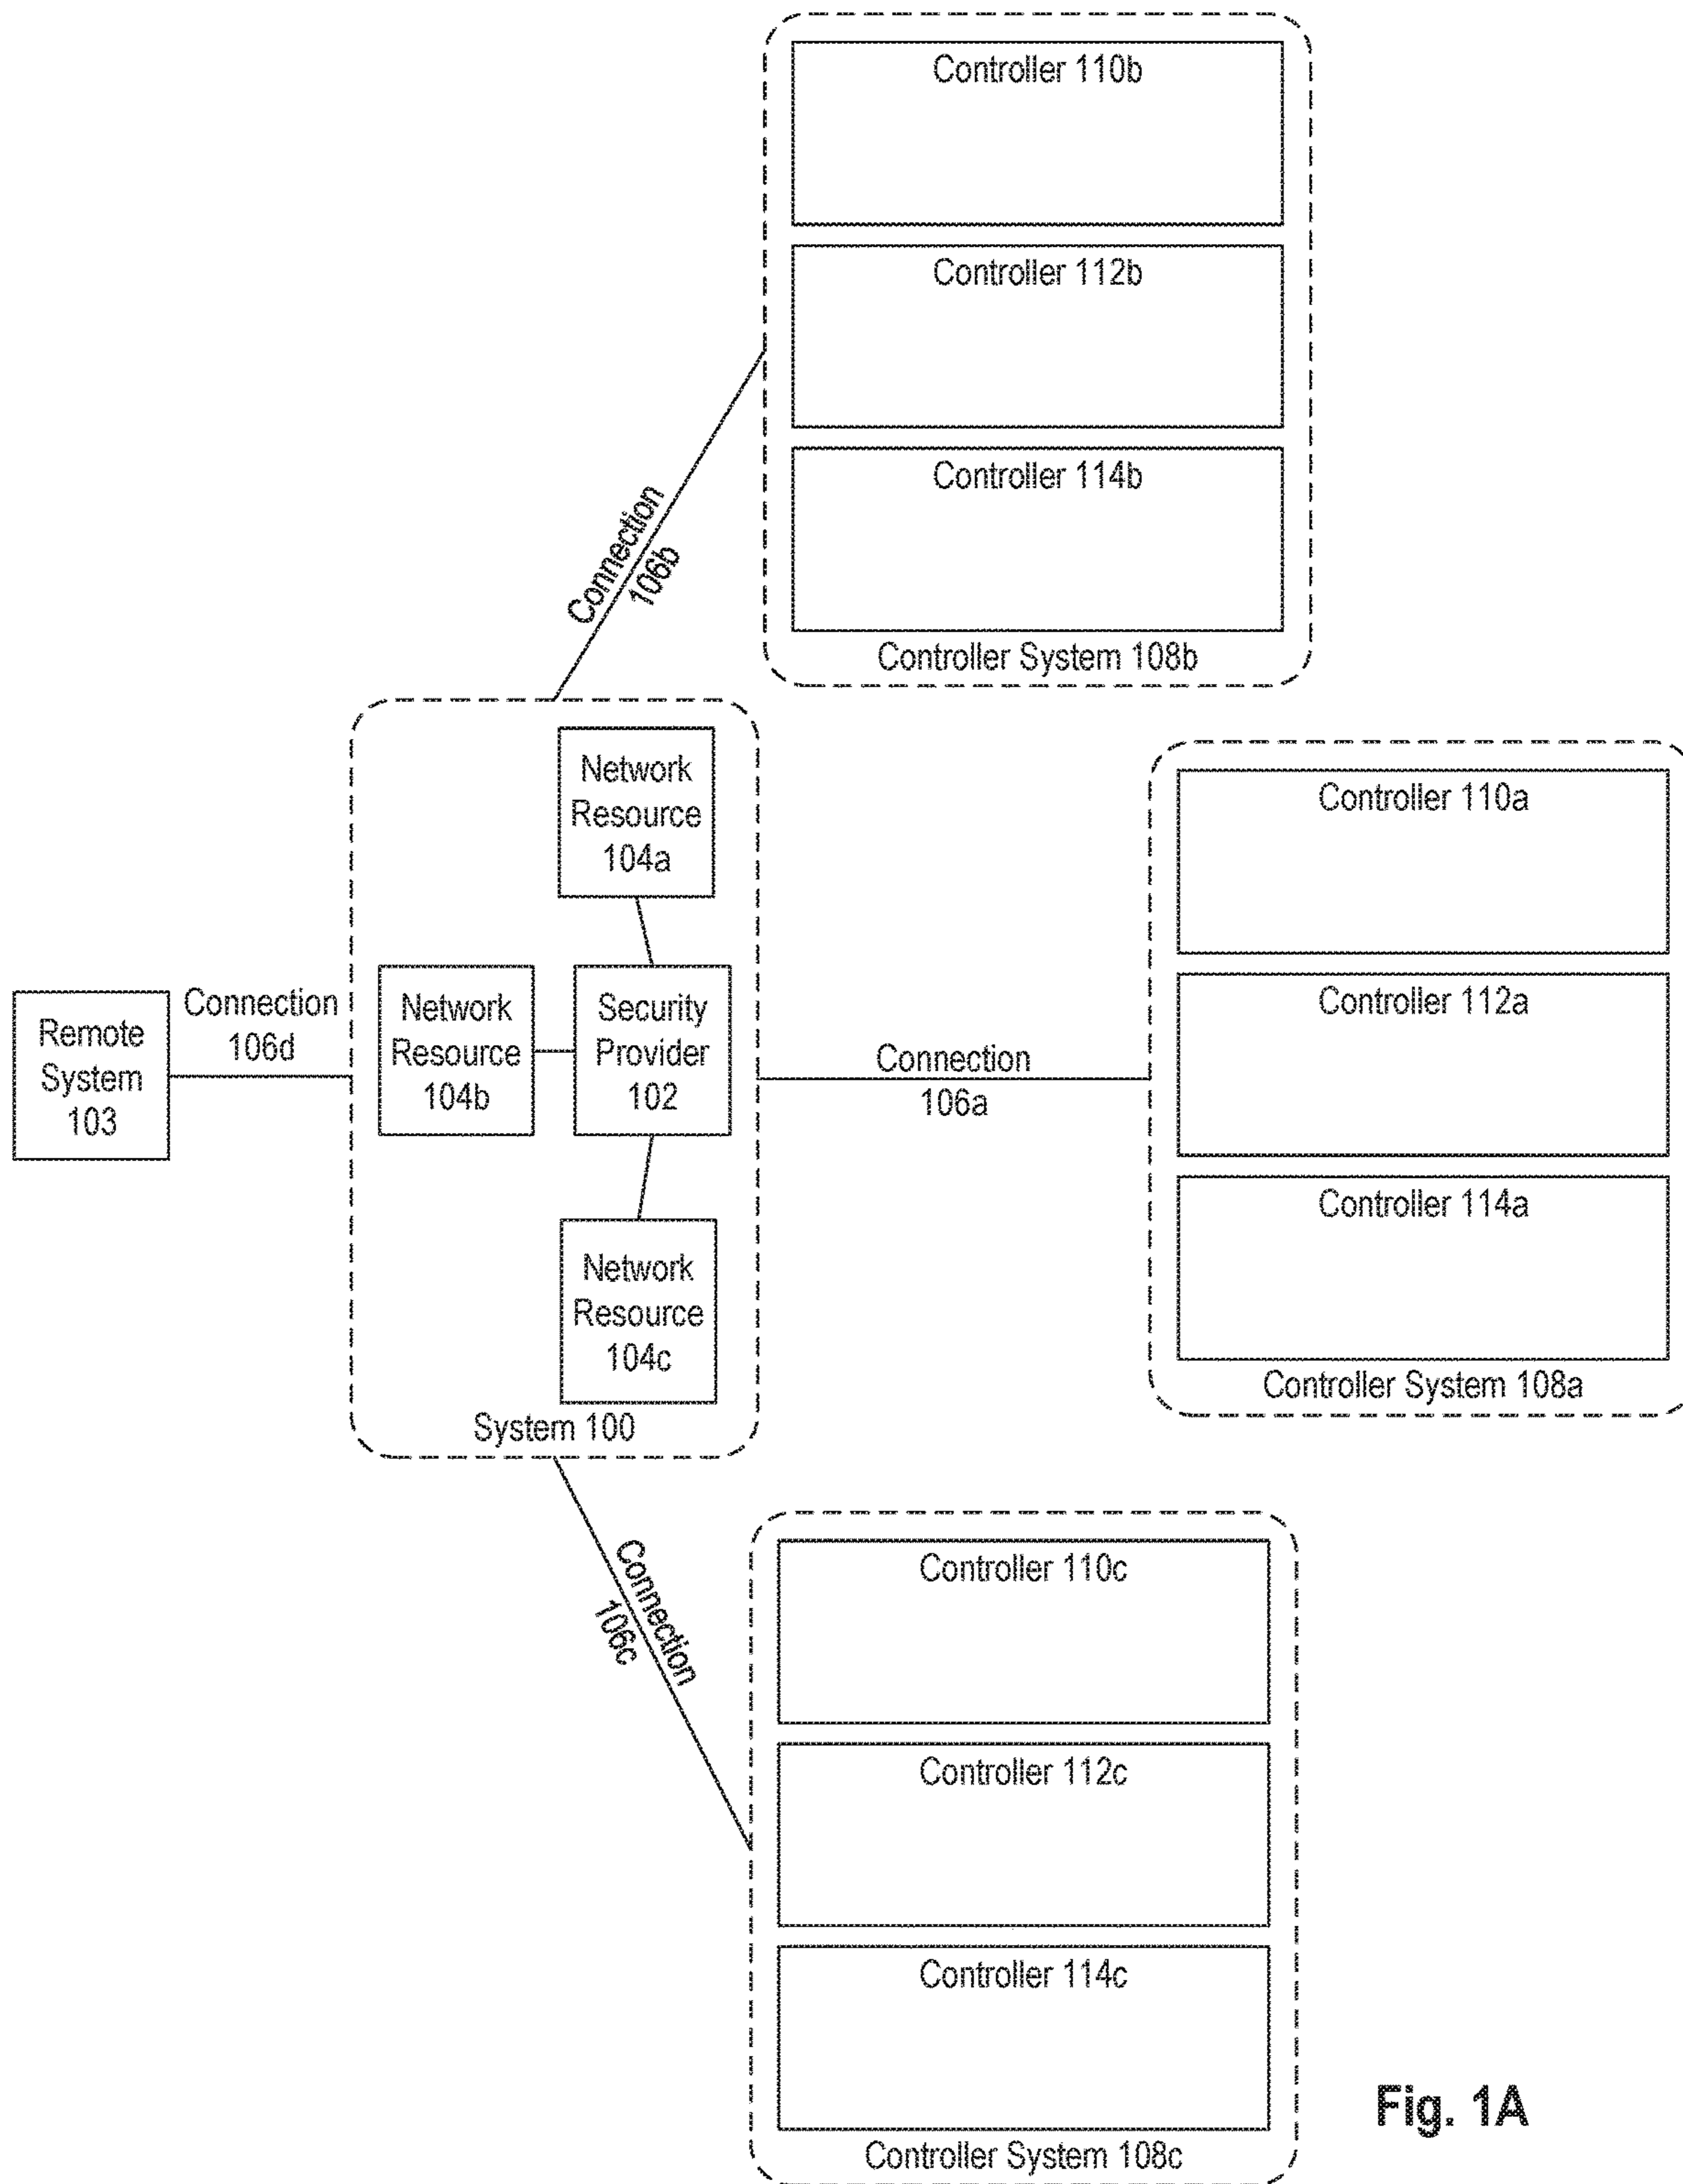 Controller 110b
Controller 112b
Controller 114b
Controller System 108b
Connection
106b
Network
Resource
104a
Network
Resource
104b
Security
Provider
102
Network
Resource
104c
System 100
Remote
System
103
Connection
106d
Connection
106a
Controller 110a
Controller 112a
Controller 114a
Controller System 108a
Connection
106c
Controller 110c
Controller 112c
Controller 114c
Controller System 108c
Fig. 1A